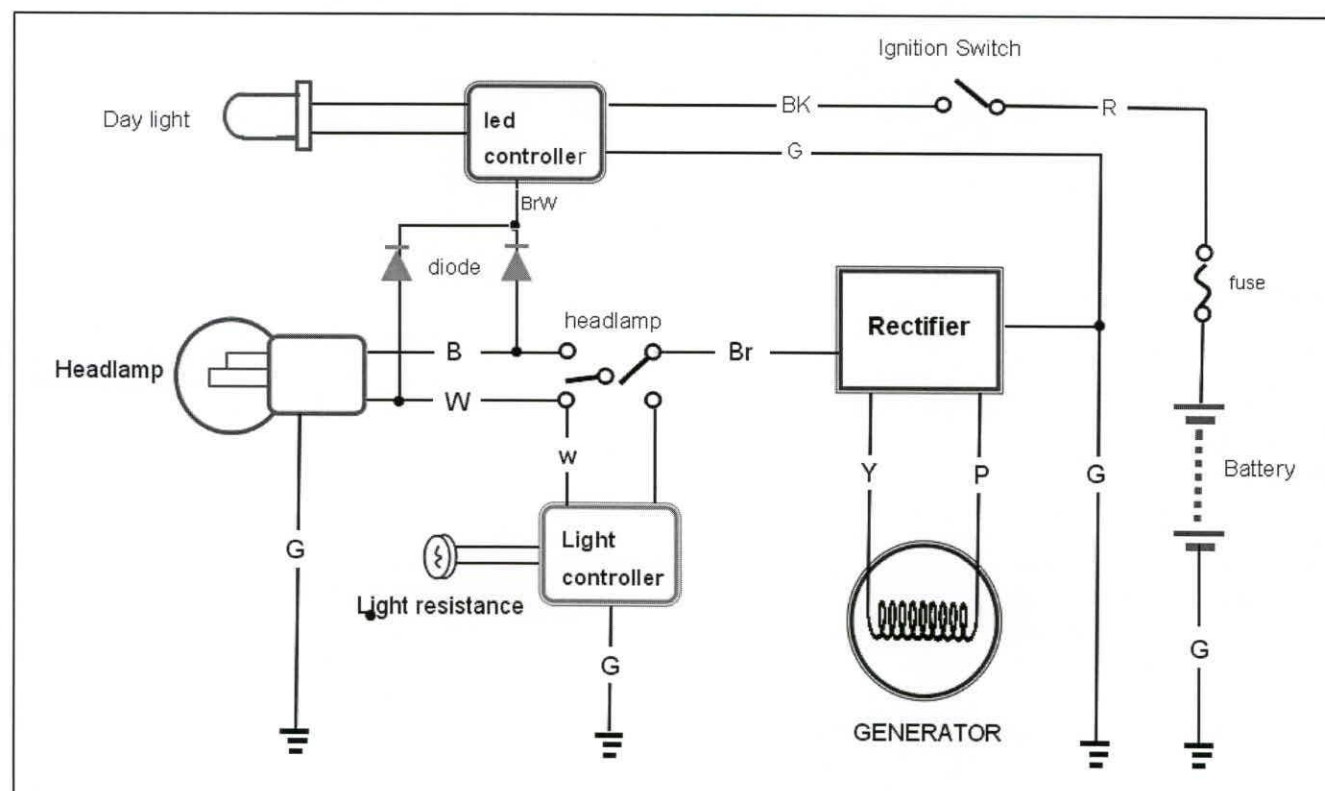 Ignition Switch
Day light
led
controller
BK
R
G
BrW
diode
fuse
headlamp
Rectifier
Headlamp
B
Br
W
w
Y
P
G
Battery
Light
controller
G
Light resistance
G
G
GENERATOR